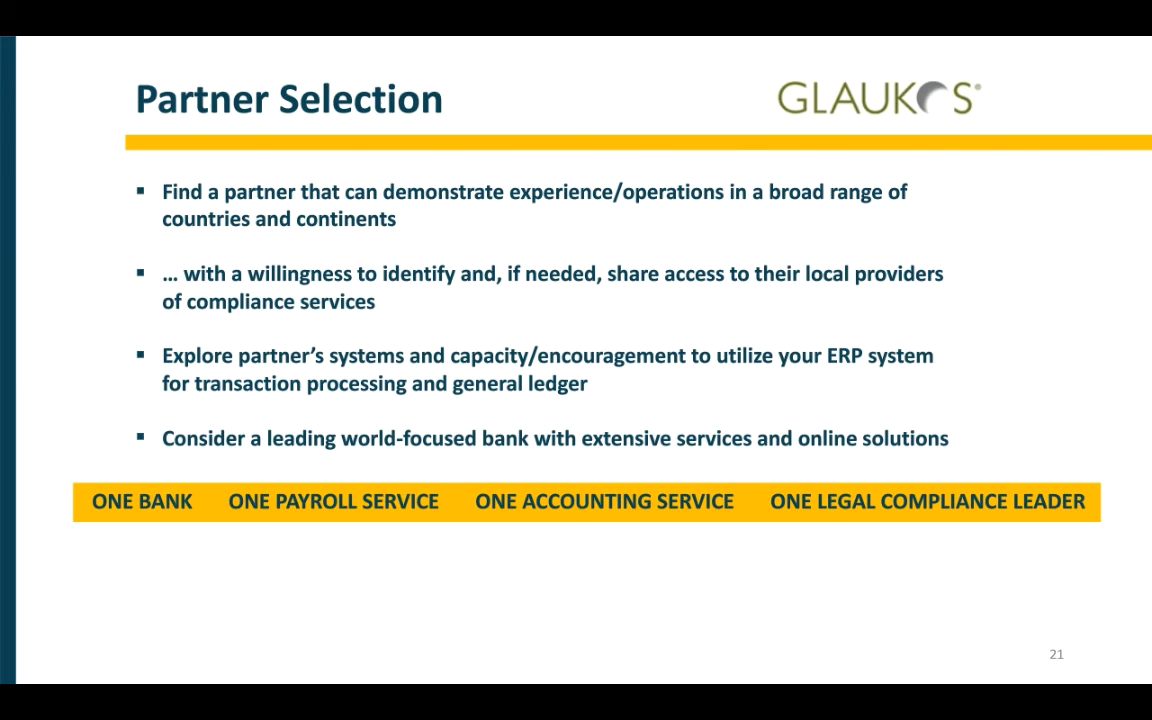 Partner Selection
GLAUKOS®
▪ Find a partner that can demonstrate experience/operations in a broad range of
countries and continents
▪ … with a willingness to identify and, if needed, share access to their local providers
of compliance services
▪ Explore partner’s systems and capacity/encouragement to utilize your ERP system
for transaction processing and general ledger
▪ Consider a leading world-focused bank with extensive services and online solutions
ONE BANK ONE PAYROLL SERVICE ONE ACCOUNTING SERVICE ONE LEGAL COMPLIANCE LEADER
21